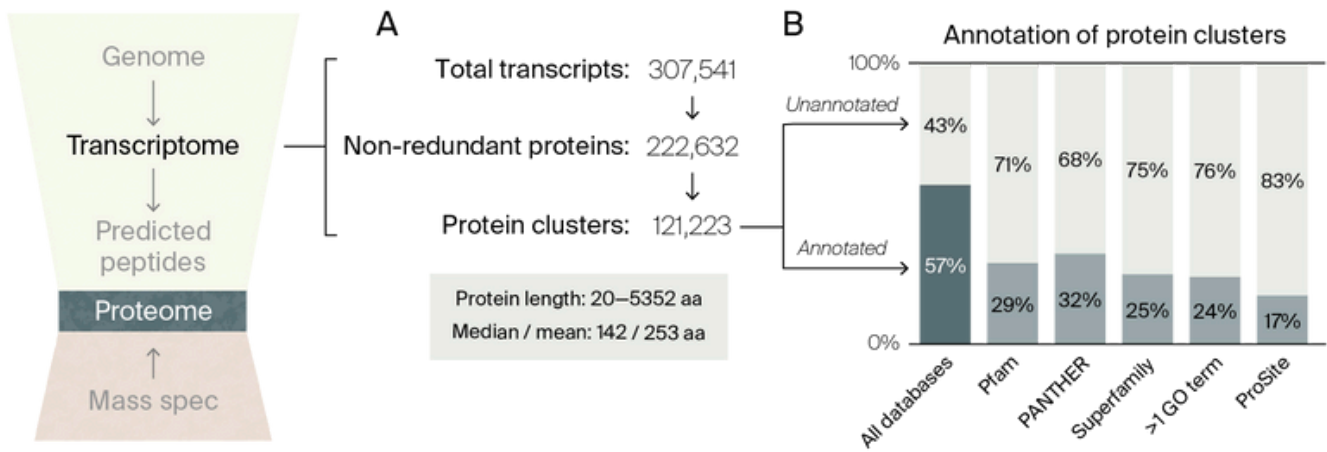 Genome
Transcriptome
Predicted
peptides
Proteome
Mass spec
A
Total transcripts: 307,541
Non-redundant proteins: 222,632
Protein clusters: 121,223
Protein length: 20–5352 aa
Median / mean: 142 / 253 aa
B
Annotation of protein clusters
100%
Unannotated
Annotated
0%
43%
71%
68%
75%
76%
83%
57%
29%
32%
25%
24%
17%
All databases
Pfam
PANTHER
Superfamily
>1 GO term
ProSite